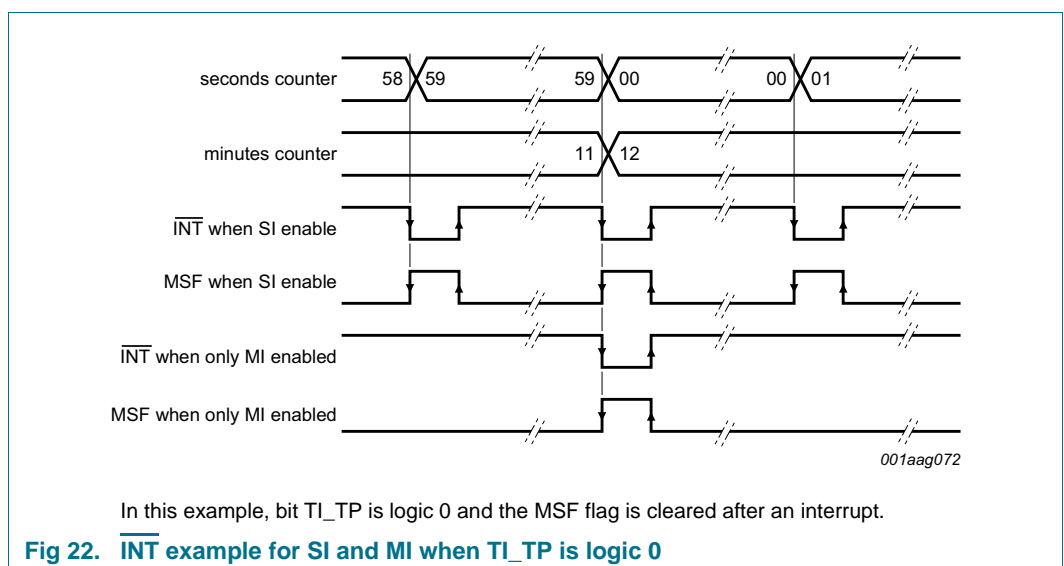 seconds counter 58 59 59 00 00 01
minutes counter 11 12
INT when SI enable
MSF when SI enable
INT when only MI enabled
MSF when only MI enabled
001aag072
In this example, bit TI_TP is logic 0 and the MSF flag is cleared after an interrupt.
Fig 22. INT example for SI and MI when TI_TP is logic 0